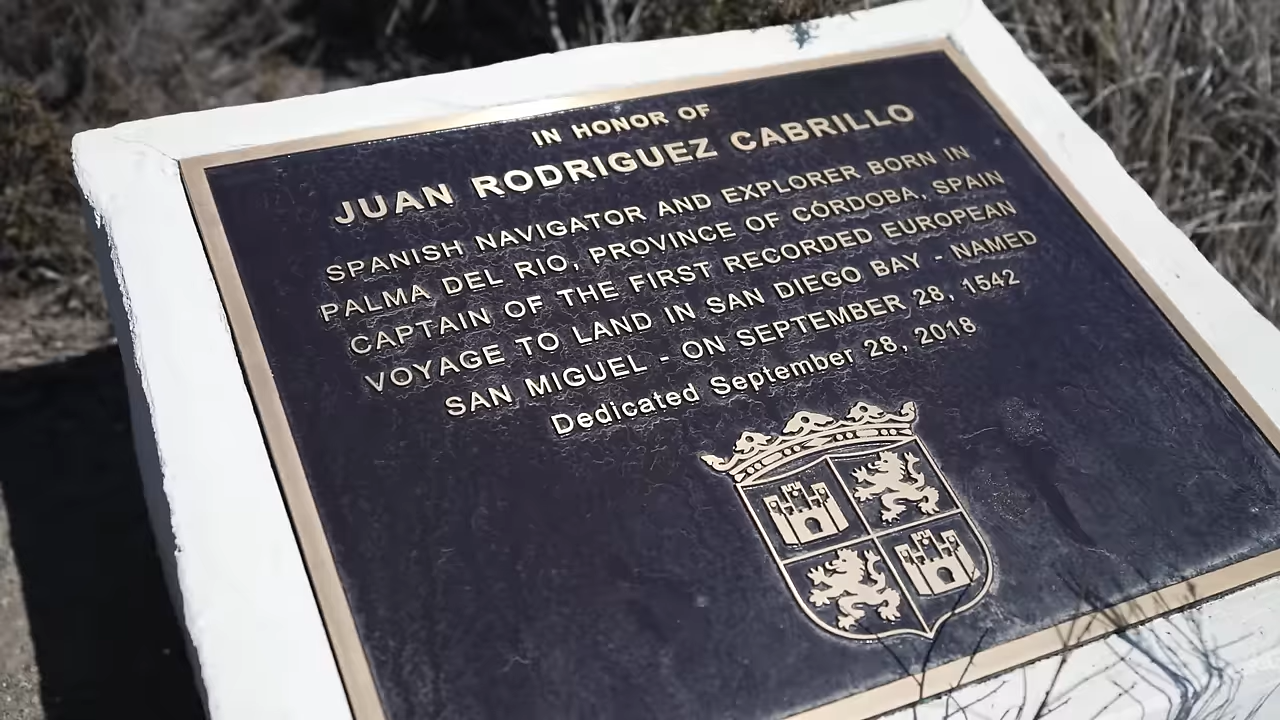 IN HONOR OF
JUAN RODRIGUEZ CABRILLO
SPANISH NAVIGATOR AND EXPLORER BORN IN
PALMA DEL RIO, PROVINCE OF CÓRDOBA, SPAIN
CAPTAIN OF THE FIRST RECORDED EUROPEAN
VOYAGE TO LAND IN SAN DIEGO BAY - NAMED
SAN MIGUEL - ON SEPTEMBER 28, 1542
Dedicated September 28, 2018